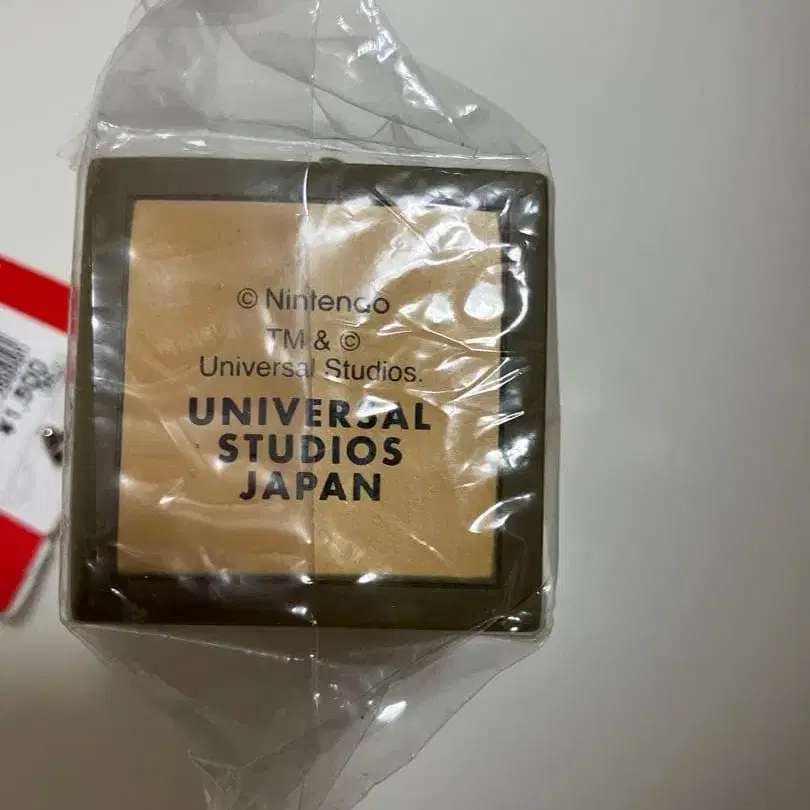 © Nintendo
TM & ©
Universal Studios.
UNIVERSAL
STUDIOS
JAPAN